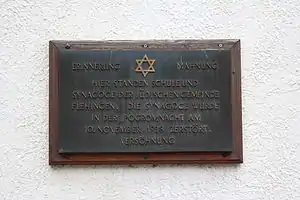 ERINNERUNG MAHNUNG
HIER STANDEN SCHULE UND
SYNAGOGE DER JÜDISCHEN GEMEINDE
FLEHINGEN. DIE SYNAGOGE WURDE
IN DER POGROMNACHT AM
10. NOVEMBER 1938 ZERSTÖRT.
VERSÖHNUNG